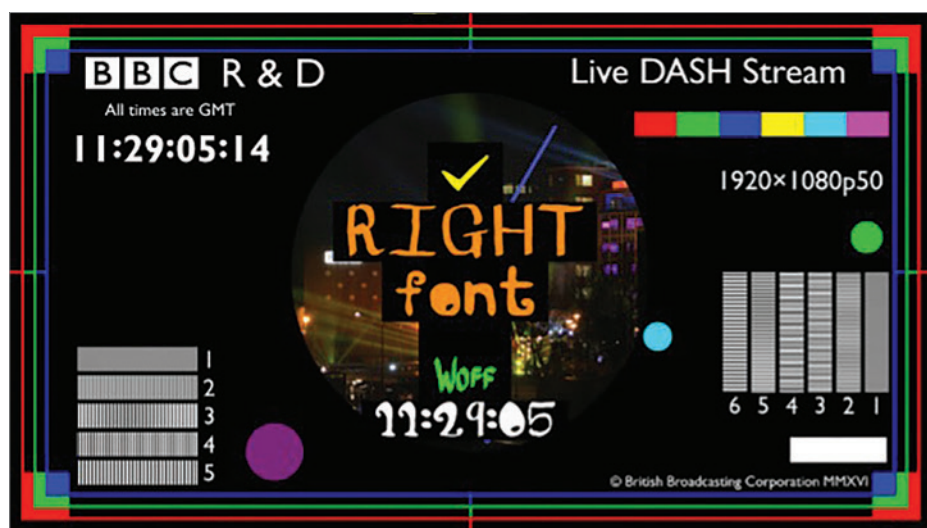 BBC R & D
Live DASH Stream
All times are GMT
11:29:05:14
1920×1080p50
✓
RIGHT
font
Woff
11:29:05
1
2
3
4
5
6 5 4 3 2 1
© British Broadcasting Corporation MMXVI